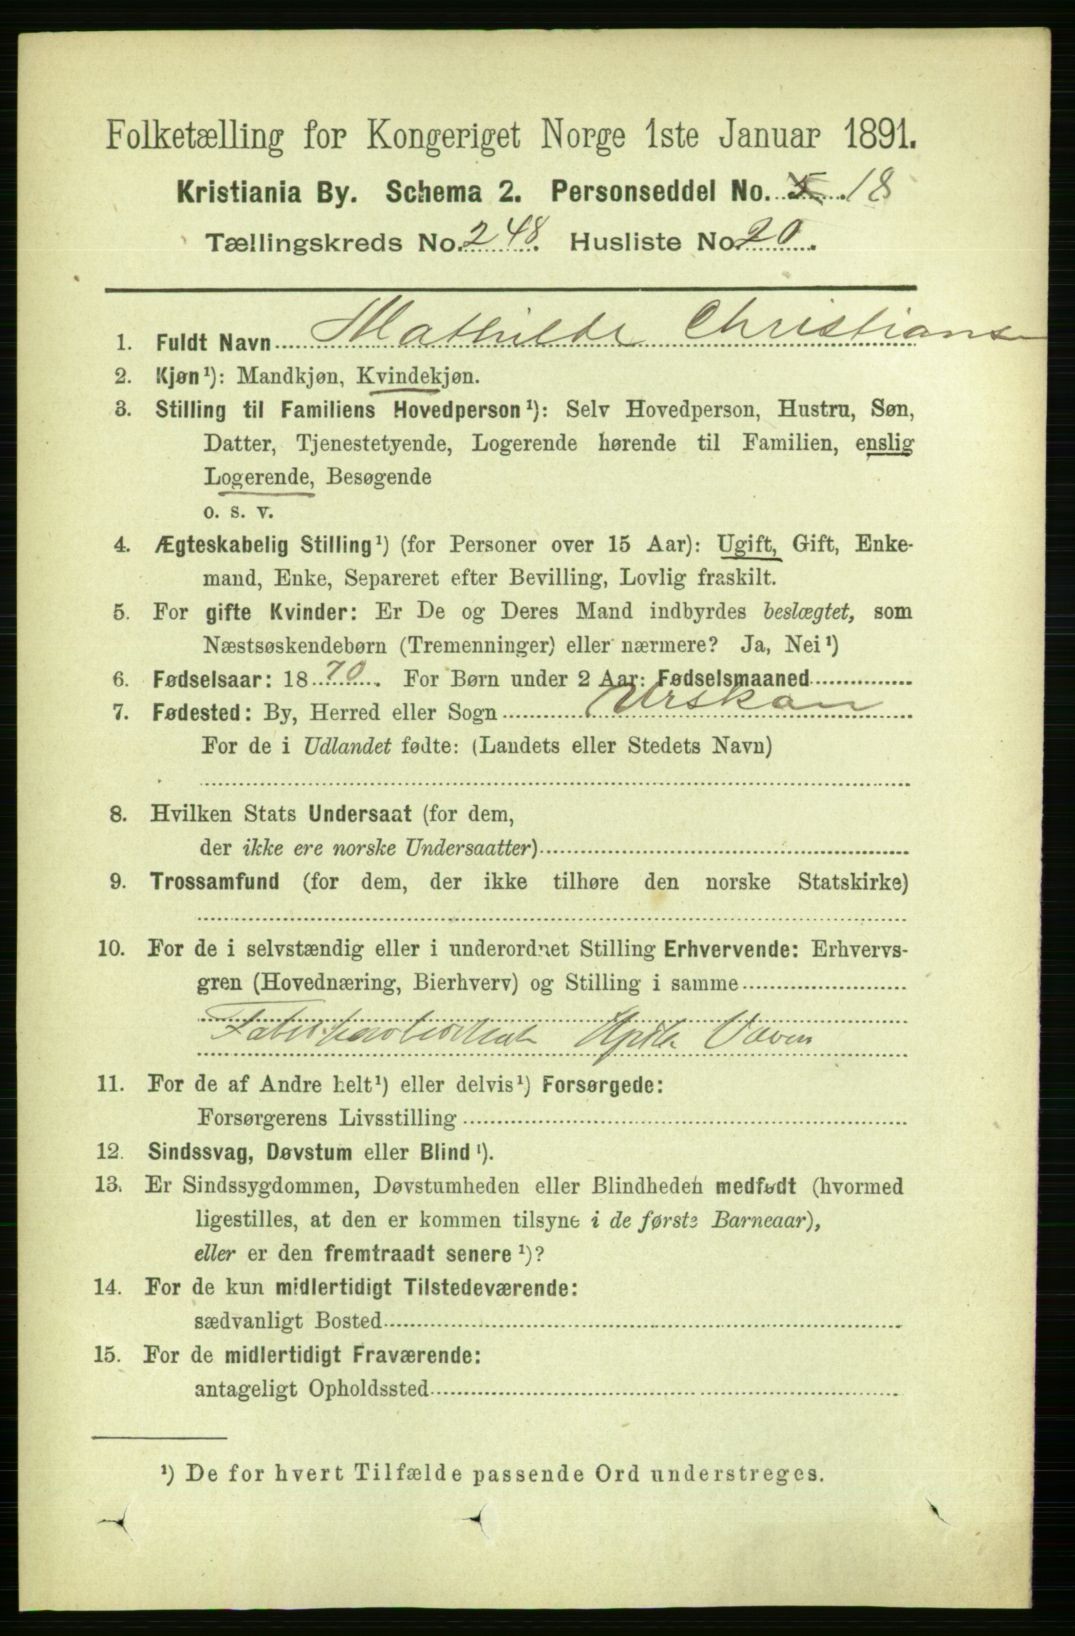 Folketælling for Kongeriget Norge 1ste Januar 1891.
Kristiania By. Schema 2. Personseddel No. 5 18
Tællingskreds No. 248. Husliste No. 20.
1. Fuldt Navn Mathilde Christianse
2. Kjøn¹): Mandkjøn, Kvindekjøn.
3. Stilling til Familiens Hovedperson¹): Selv Hovedperson, Hustru, Søn,
Datter, Tjenestetyende, Logerende hørende til Familien, enslig
Logerende, Besøgende
o. s. v.
4. Ægteskabelig Stilling¹) (for Personer over 15 Aar): Ugift, Gift, Enke-
mand, Enke, Separeret efter Bevilling, Lovlig fraskilt.
5. For gifte Kvinder: Er De og Deres Mand indbyrdes beslægtet, som
Næstsøskendebørn (Tremenninger) eller nærmere? Ja, Nei¹)
6. Fødselsaar: 1870. For Børn under 2 Aar: Fødselsmaaned
7. Fødested: By, Herred eller Sogn Urskau
For de i Udlandet fødte: (Landets eller Stedets Navn)
8. Hvilken Stats Undersaat (for dem,
der ikke ere norske Undersaatter)
9. Trossamfund (for dem, der ikke tilhøre den norske Statskirke)
10. For de i selvstændig eller i underordnet Stilling Erhvervende: Erhvervs-
gren (Hovednæring, Bierhverv) og Stilling i samme
Hjula Væven
11. For de af Andre helt¹) eller delvis¹) Forsørgede:
Forsørgerens Livsstilling
12. Sindssvag, Døvstum eller Blind¹).
13. Er Sindssygdommen, Døvstumheden eller Blindheden medfødt (hvormed
ligestilles, at den er kommen tilsyne i de første Barneaar),
eller er den fremtraadt senere¹)?
14. For de kun midlertidigt Tilstedeværende:
sædvanligt Bosted
15. For de midlertidigt Fraværende:
antageligt Opholdssted
¹) De for hvert Tilfælde passende Ord understreges.